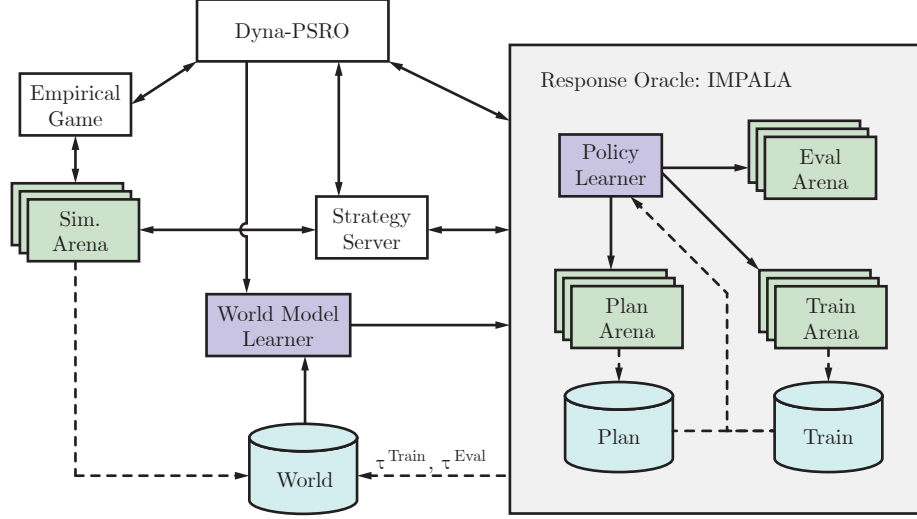 Dyna-PSRO
Empirical
Game
Sim.
Arena
Strategy
Server
World Model
Learner
World
τ^Train, τ^Eval
Response Oracle: IMPALA
Policy
Learner
Eval
Arena
Plan
Arena
Train
Arena
Plan
Train